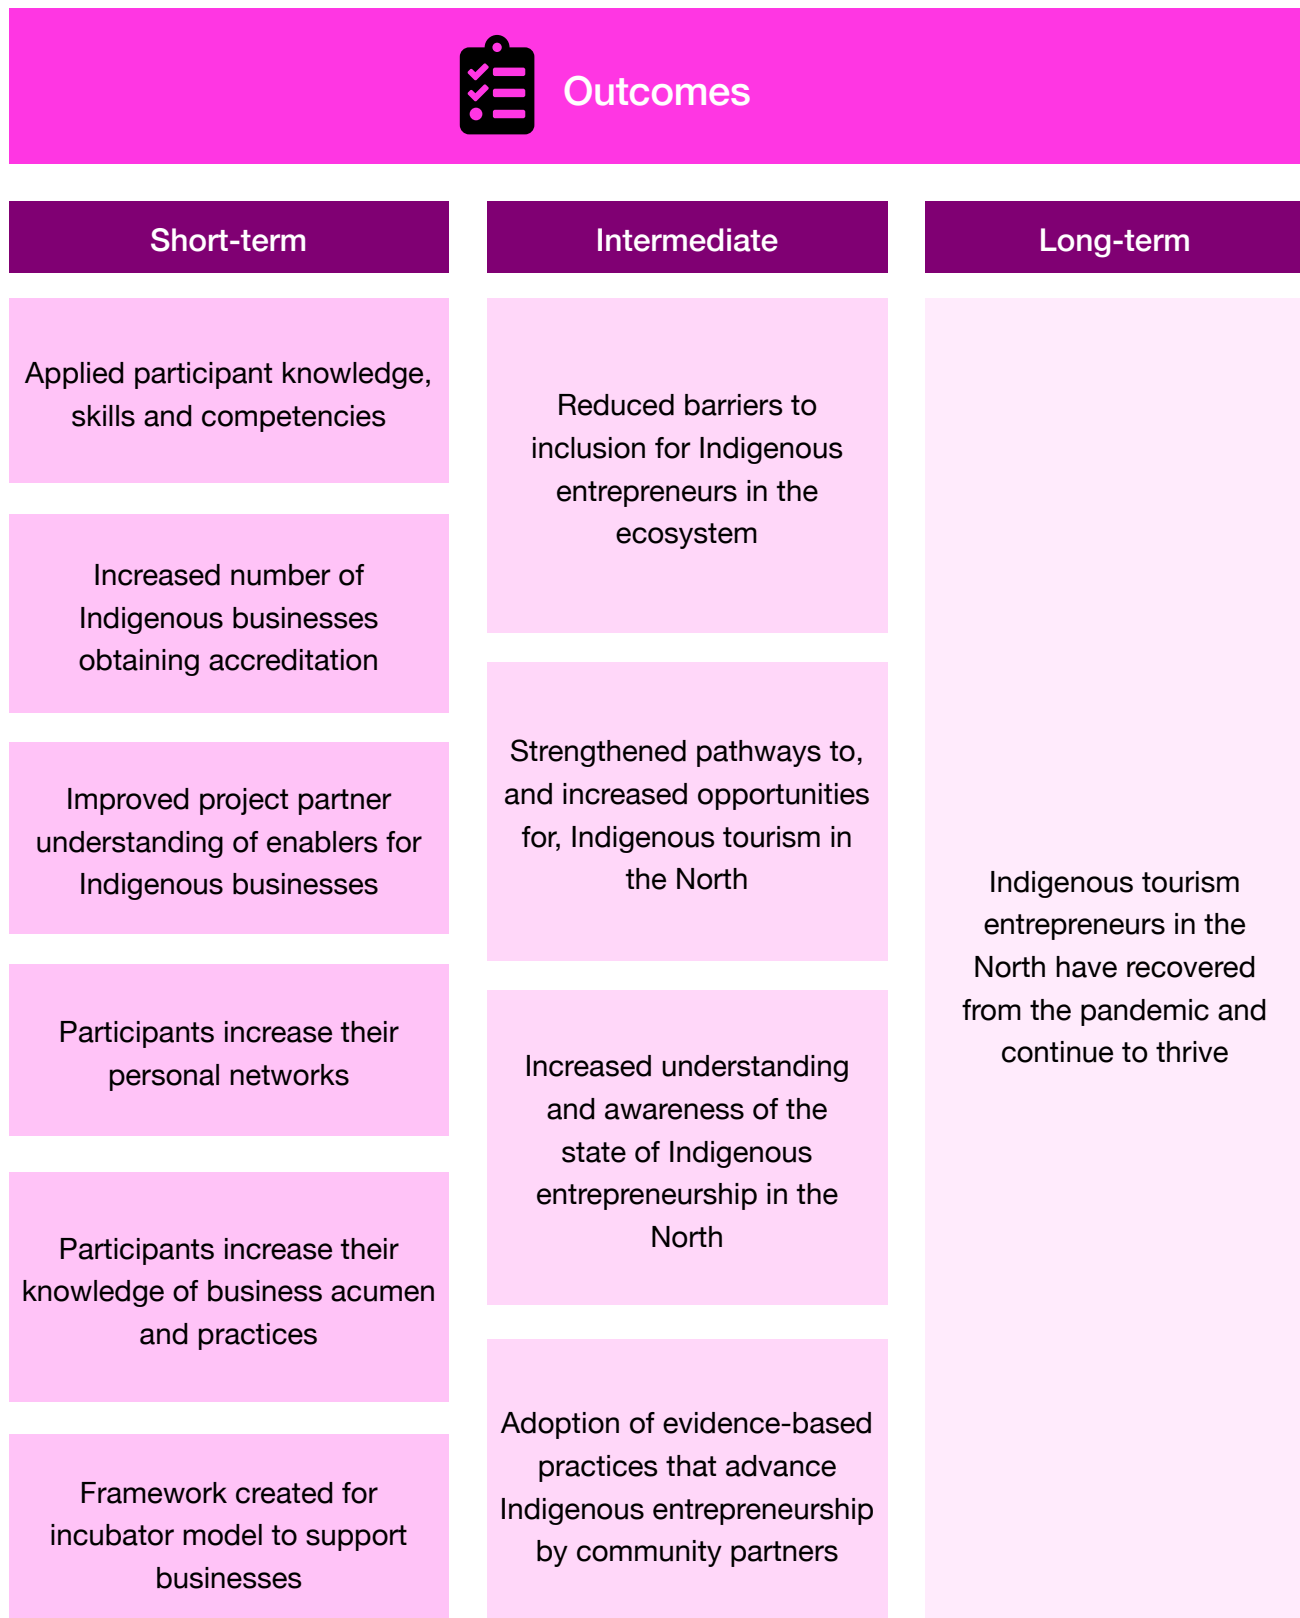 Outcomes
Short-term
Applied participant knowledge,
skills and competencies
Increased number of
Indigenous businesses
obtaining accreditation
Improved project partner
understanding of enablers for
Indigenous businesses
Participants increase their
personal networks
Participants increase their
knowledge of business acumen
and practices
Framework created for
incubator model to support
businesses
Intermediate
Reduced barriers to
inclusion for Indigenous
entrepreneurs in the
ecosystem
Strengthened pathways to,
and increased opportunities
for, Indigenous tourism in
the North
Increased understanding
and awareness of the
state of Indigenous
entrepreneurship in the
North
Adoption of evidence-based
practices that advance
Indigenous entrepreneurship
by community partners
Long-term
Indigenous tourism
entrepreneurs in the
North have recovered
from the pandemic and
continue to thrive